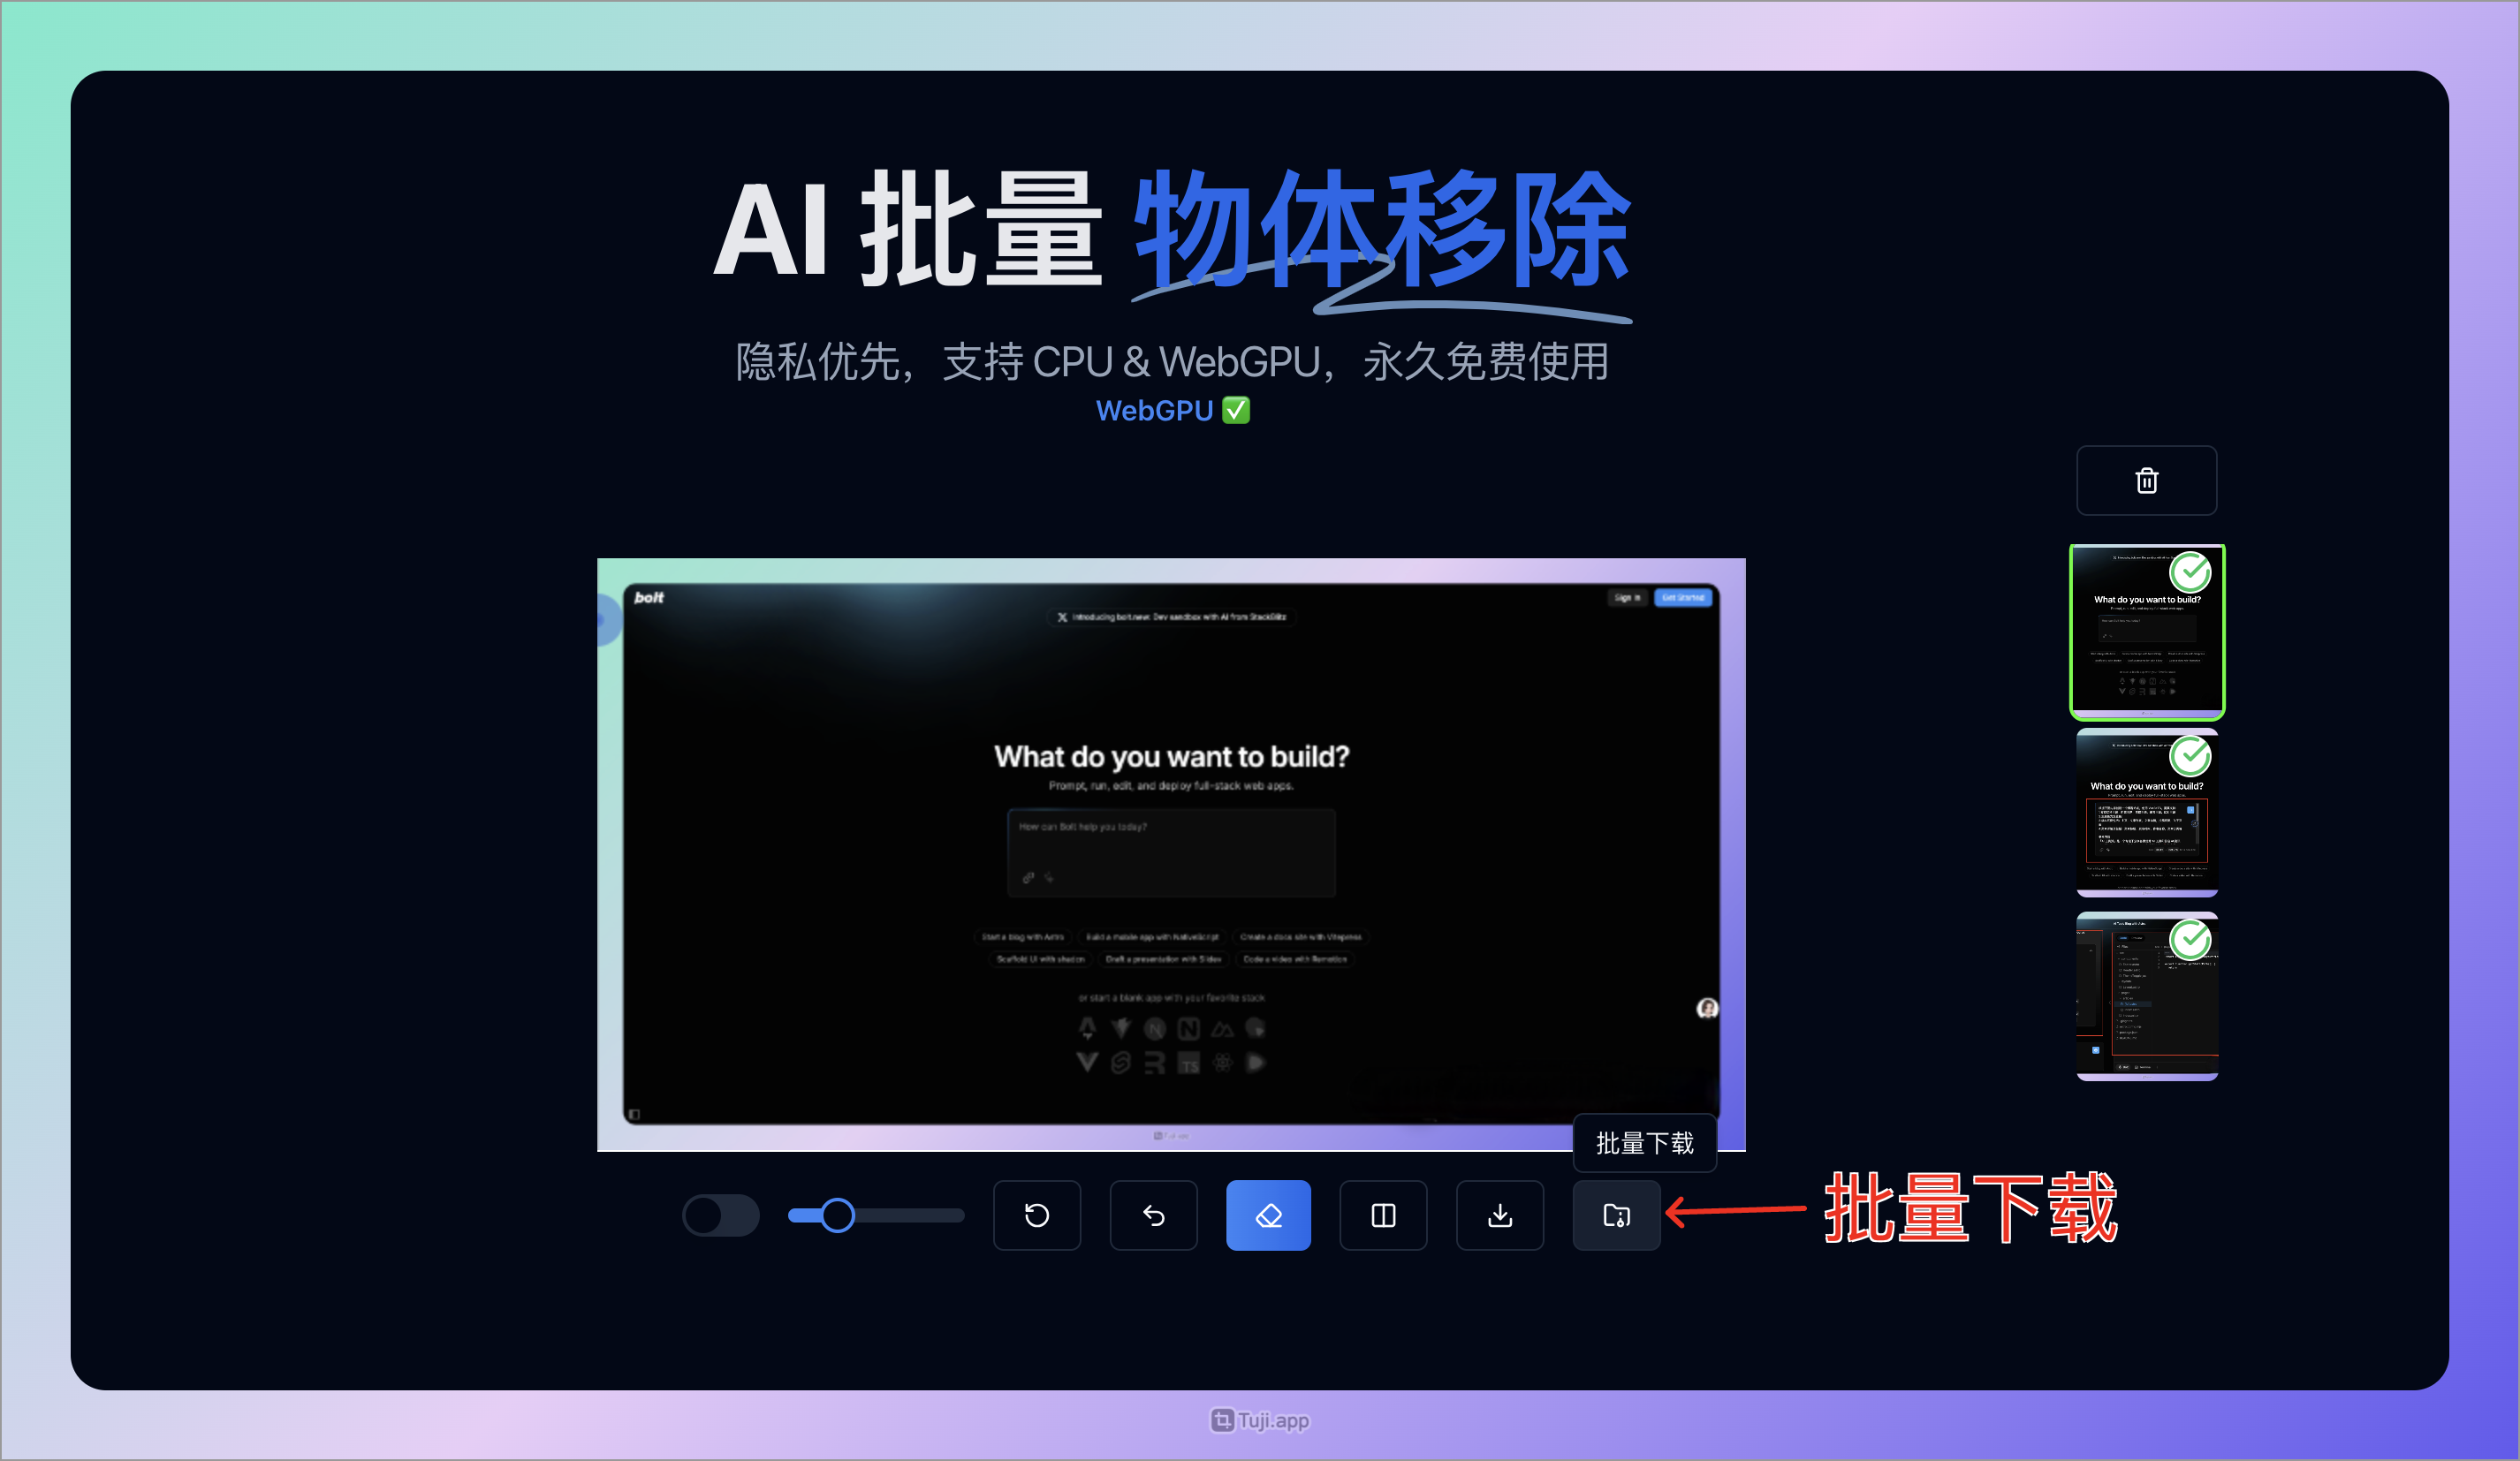 AI 批量 物体移除
隐私优先，支持 CPU & WebGPU，永久免费使用
WebGPU ✅
bolt
Sign in
Get Started
Introducing bolt.new: Dev sandbox with AI from StackBlitz
What do you want to build?
Prompt, run, edit, and deploy full-stack web apps.
How can Bolt help you today?
Start a blog with Astro
Build a mobile app with NativeScript
Create a docs site with Vitepress
Scaffold UI with shadcn
Draft a presentation with Slidev
Code a video with Remotion
or start a blank app with your favorite stack
TS
What do you want to build?
What do you want to build?
批量下载
批量下载
Tuji.app